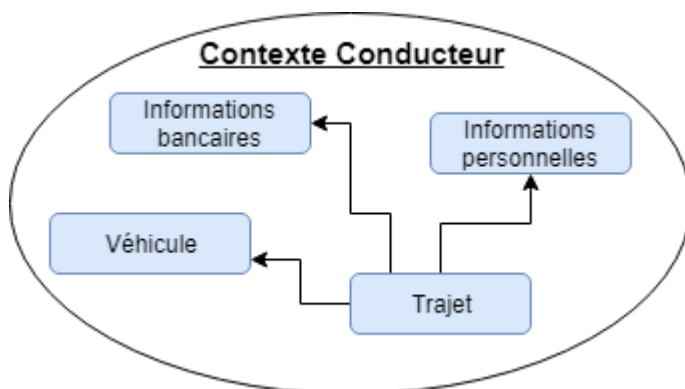 Contexte Conducteur
Informations
bancaires
Informations
personnelles
Véhicule
Trajet